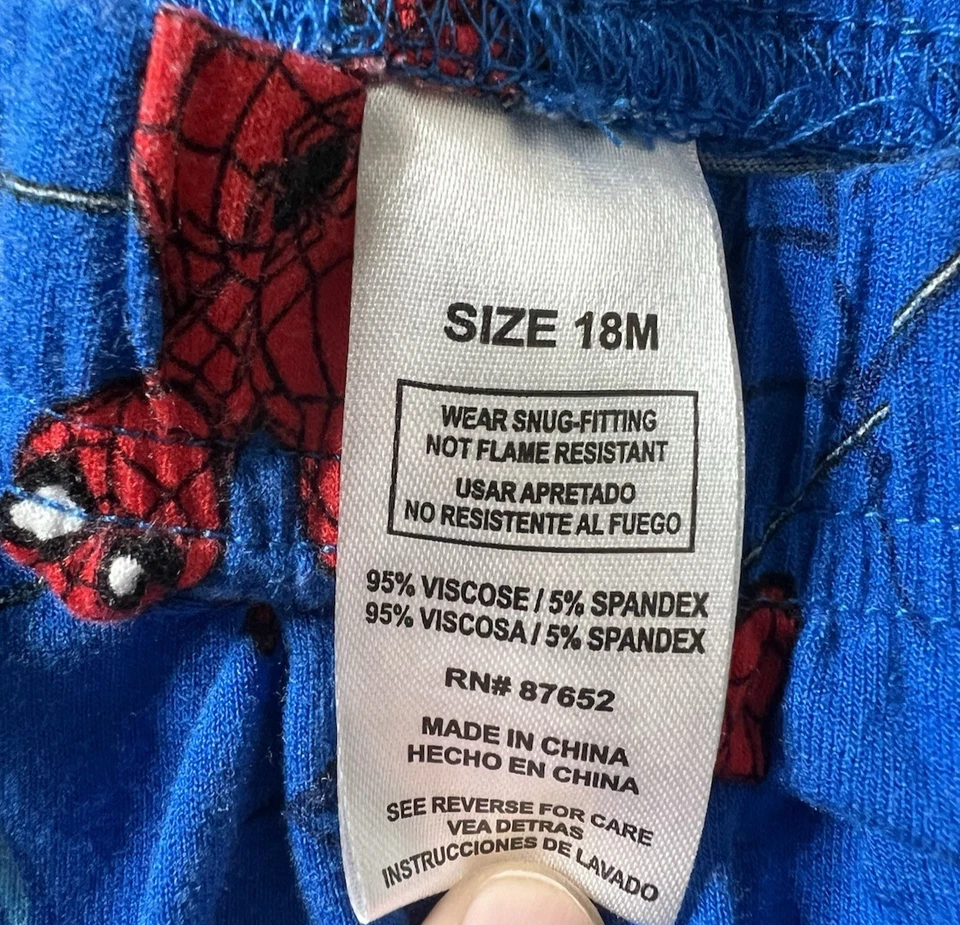 SIZE 18M
WEAR SNUG-FITTING
NOT FLAME RESISTANT
USAR APRETADO
NO RESISTENTE AL FUEGO
95% VISCOSE / 5% SPANDEX
95% VISCOSA / 5% SPANDEX
RN# 87652
MADE IN CHINA
HECHO EN CHINA
SEE REVERSE FOR CARE
VEA DETRAS
INSTRUCCIONES DE LAVADO